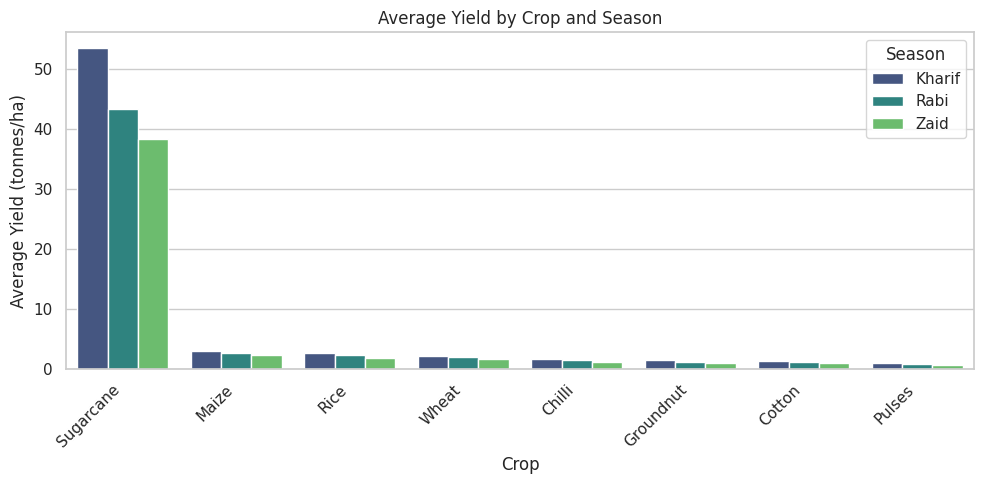 Average Yield by Crop and Season
Average Yield (tonnes/ha)
50
40
30
20
10
0
Season
Kharif
Rabi
Zaid
Sugarcane
Maize
Rice
Wheat
Chilli
Groundnut
Cotton
Pulses
Crop